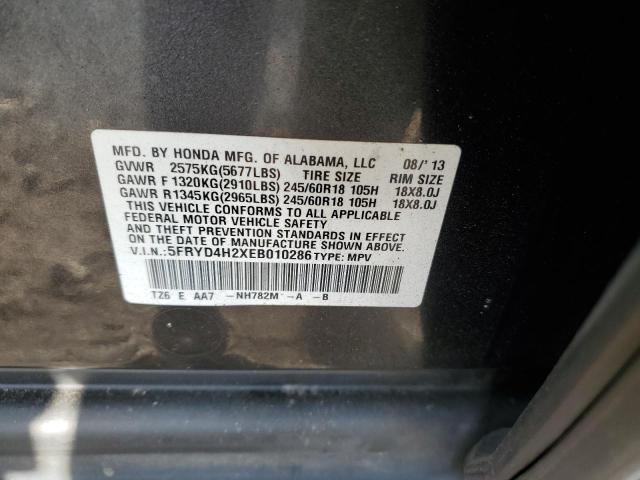 MFD. BY HONDA MFG. OF ALABAMA, LLC 08/'13
GVWR 2575KG(5677LBS) TIRE SIZE RIM SIZE
GAWR F 1320KG(2910LBS) 245/60R18 105H 18X8.0J
GAWR R1345KG(2965LBS) 245/60R18 105H 18X8.0J
THIS VEHICLE CONFORMS TO ALL APPLICABLE
FEDERAL MOTOR VEHICLE SAFETY
AND THEFT PREVENTION STANDARDS IN EFFECT
ON THE DATE OF MANUFACTURE SHOWN ABOVE.
V.I.N.:5FRYD4H2XEB010286 TYPE: MPV
TZ6 E AA7 -NH782M -A -B